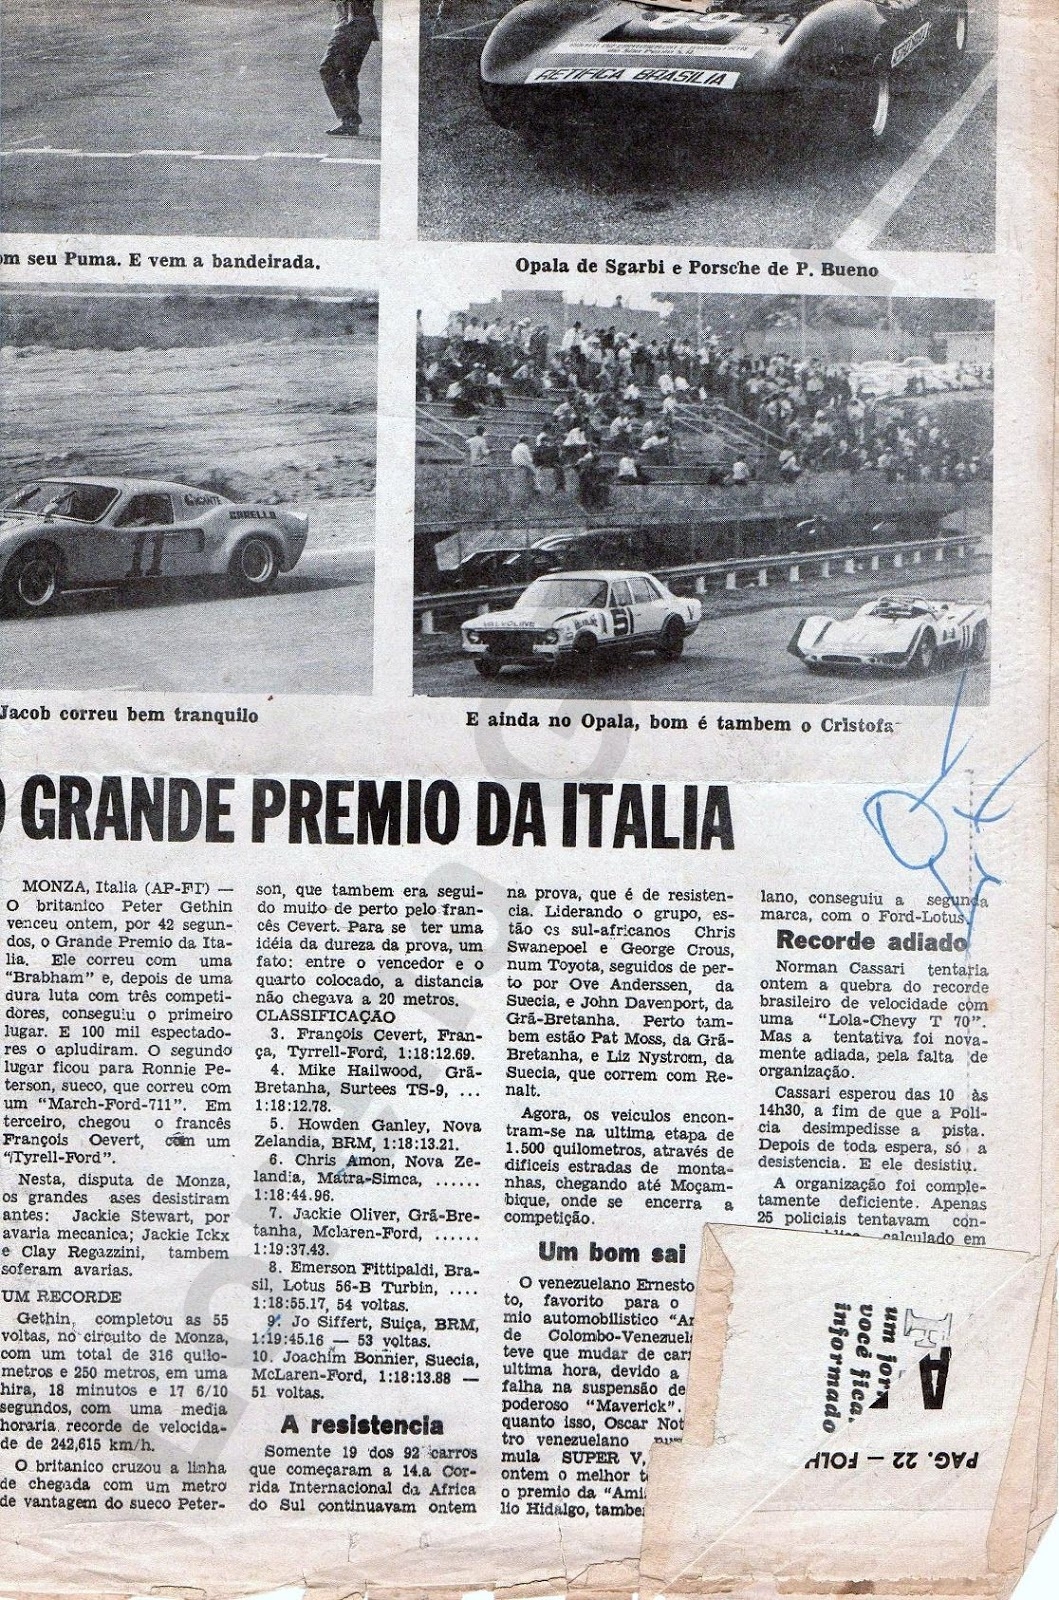 69
RETIFICA BRASILIA
om seu Puma. E vem a bandeirada.
Opala de Sgarbi e Porsche de P. Bueno
11
GIGANTE
CARELLO
VALVOLINE
51
Jacob correu bem tranquilo
E ainda no Opala, bom é tambem o Cristofa
O GRANDE PREMIO DA ITALIA
MONZA, Italia (AP-FT) —
O britanico Peter Gethin
venceu ontem, por 42 segun-
dos, o Grande Premio da Ita-
lia. Ele correu com uma
"Brabham" e, depois de uma
dura luta com três competi-
dores, conseguiu o primeiro
lugar. E 100 mil espectado-
res o apludiram. O segundo
lugar ficou para Ronnie Pe-
terson, sueco, que correu com
um "March-Ford-711". Em
terceiro, chegou o francês
François Oevert, com um
"Tyrell-Ford".
Nesta, disputa de Monza,
os grandes ases desistiram
antes: Jackie Stewart, por
avaria mecanica; Jackie Ickx
e Clay Regazzini, tambem
soferam avarias.
UM RECORDE
Gethin, completou as 55
voltas, no circuito de Monza,
com um total de 316 quilo-
metros e 250 metros, em uma
hira, 18 minutos e 17 6/10
segundos, com uma media
horaria recorde de velocida-
de de 242,615 km/h.
O britanico cruzou a linha
de chegada com um metro
de vantagem do sueco Peter-
son, que tambem era segui-
do muito de perto pelo fran-
cês Cevert. Para se ter uma
idéia da dureza da prova, um
fato: entre o vencedor e o
quarto colocado, a distancia
não chegava a 20 metros.
CLASSIFICAÇÃO
3. François Cevert, Fran-
ça, Tyrrell-Ford, 1:18:12.69.
4. Mike Hailwood, Grã-
Bretanha, Surtees TS-9, ...
1:18:12.78.
5. Howden Ganley, Nova
Zelandia, BRM, 1:18:13.21.
6. Chris Amon, Nova Ze-
landia, Matra-Simca, ......
1:18:44.96.
7. Jackie Oliver, Grã-Bre-
tanha, Mclaren-Ford, ......
1:19:37.43.
8. Emerson Fittipaldi, Bra-
sil, Lotus 56-B Turbin, ....
1:18:55.17, 54 voltas.
9. Jo Siffert, Suiça, BRM,
1:19:45.16 — 53 voltas.
10. Joachim Bonnier, Suecia,
McLaren-Ford, 1:18:13.88 —
51 voltas.
A resistencia
Somente 19 dos 92 carros
que começaram a 14.a Cor-
rida Internacional da Africa
do Sul continuavam ontem
na prova, que é de resisten-
cia. Liderando o grupo, es-
tão os sul-africanos Chris
Swanepoel e George Crous,
num Toyota, seguidos de per-
to por Ove Anderssen, da
Suecia, e John Davenport, da
Grã-Bretanha. Perto tam-
bem estão Pat Moss, da Grã-
Bretanha, e Liz Nystrom, da
Suecia, que correm com Re-
nalt.
Agora, os veiculos encon-
tram-se na ultima etapa de
1.500 quilometros, através de
dificeis estradas de monta-
nhas, chegando até Moçam-
bique, onde se encerra a
competição.
Um bom sai
O venezuelano Ernesto
to, favorito para o
mio automobilistico "Ar
de Colombo-Venezuel
teve que mudar de car
ultima hora, devido a
falha na suspensão de
poderoso "Maverick".
quanto isso, Oscar Not
tro venezuelano
mula SUPER V,
ontem o melhor t
o premio da "Ami
lio Hidalgo, tambe
lano, conseguiu a segunda
marca, com o Ford-Lotus.
Recorde adiado
Norman Cassari tentaria
ontem a quebra do recorde
brasileiro de velocidade com
uma "Lola-Chevy T 70".
Mas a tentativa foi nova-
mente adiada, pela falta de
organização.
Cassari esperou das 10 às
14h30, a fim de que a Poli-
cia desimpedisse a pista.
Depois de toda espera, só a
desistencia. E ele desistiu.
A organização foi comple-
tamente deficiente. Apenas
25 policiais tentavam con-
calculado em
F
A
um jor
você fica
informado
PAG. 22 — FOLH